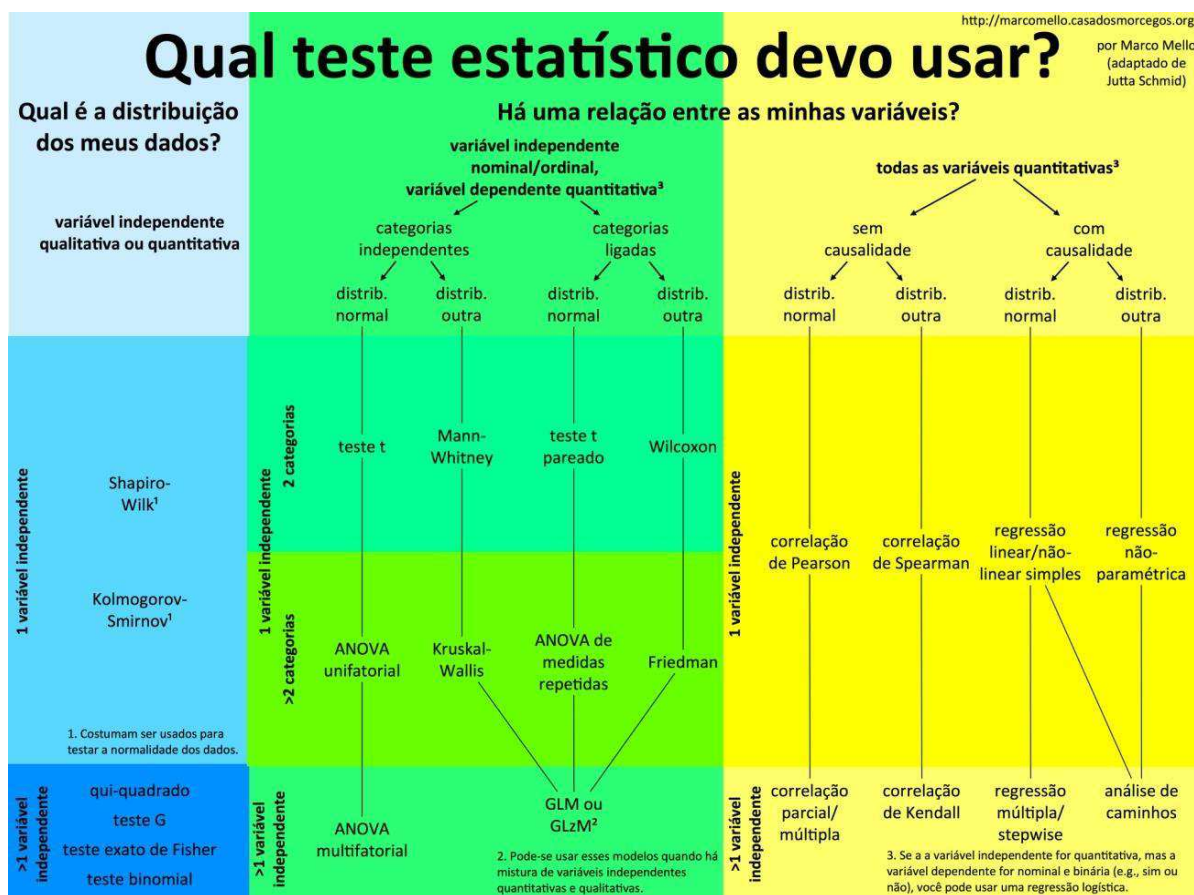 http://marcomello.casadosmorcegos.org
Qual teste estatístico devo usar?
por Marco Mello
(adaptado de
Jutta Schmid)
Qual é a distribuição
dos meus dados?
variável independente
qualitativa ou quantitativa
Há uma relação entre as minhas variáveis?
variável independente
nominal/ordinal,
variável dependente quantitativa³
todas as variáveis quantitativas³
categorias
independentes
categorias
ligadas
sem
causalidade
com
causalidade
distrib.
normal
distrib.
outra
distrib.
normal
distrib.
outra
distrib.
normal
distrib.
outra
distrib.
normal
distrib.
outra
1 variável independente
Shapiro-
Wilk¹
Kolmogorov-
Smirnov¹
1. Costumam ser usados para
testar a normalidade dos dados.
1 variável independente
2 categorias
teste t
Mann-
Whitney
teste t
pareado
Wilcoxon
>2 categorias
ANOVA
unifatorial
Kruskal-
Wallis
ANOVA de
medidas
repetidas
Friedman
1 variável independente
correlação
de Pearson
correlação
de Spearman
regressão
linear/não-
linear simples
regressão
não-
paramétrica
>1 variável
independente
qui-quadrado
teste G
teste exato de Fisher
teste binomial
>1 variável
independente
ANOVA
multifatorial
GLM ou
GLzM²
2. Pode-se usar esses modelos quando há
mistura de variáveis independentes
quantitativas e qualitativas.
>1 variável
independente
correlação
parcial/
múltipla
correlação
de Kendall
regressão
múltipla/
stepwise
análise de
caminhos
3. Se a a variável independente for quantitativa, mas a
variável dependente for nominal e binária (e.g., sim ou
não), você pode usar uma regressão logística.